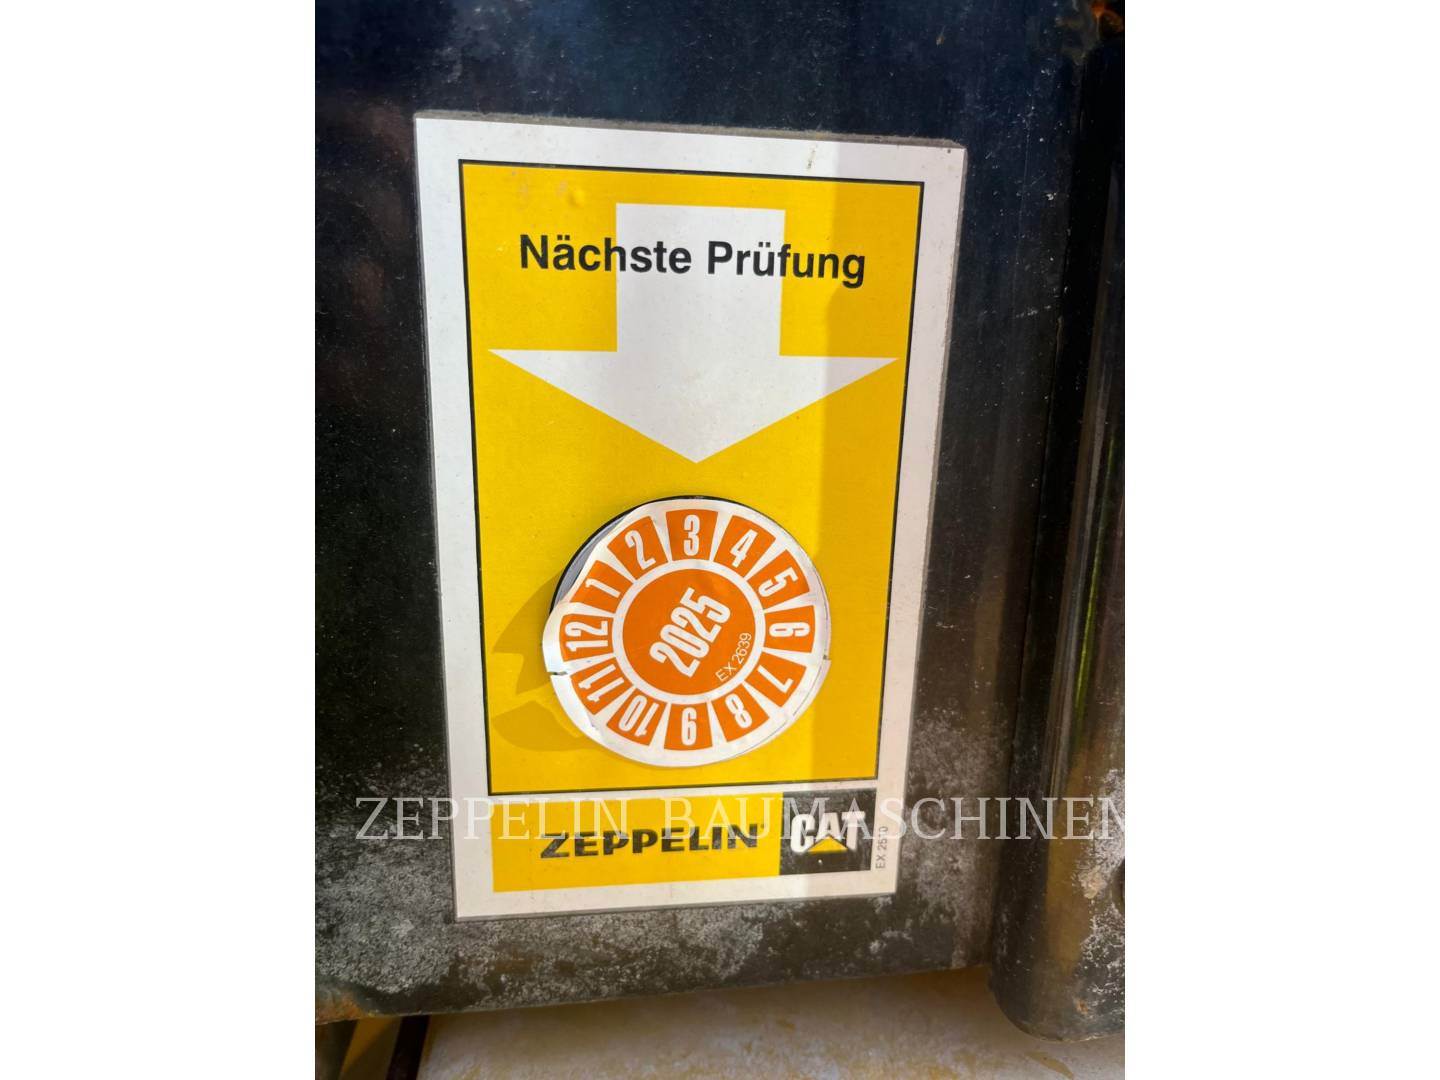 Nächste Prüfung
1 2 3 4 5 6 7 8 9 10 11 12
2025
EX 2639
ZEPPELIN BAUMASCHINEN
ZEPPELIN
CAT